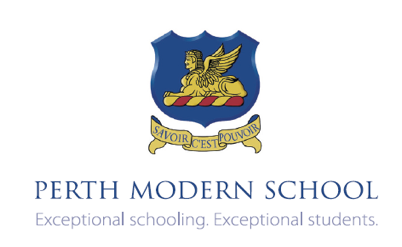 SAVOIR C'EST POUVOIR
PERTH MODERN SCHOOL
Exceptional schooling. Exceptional students.